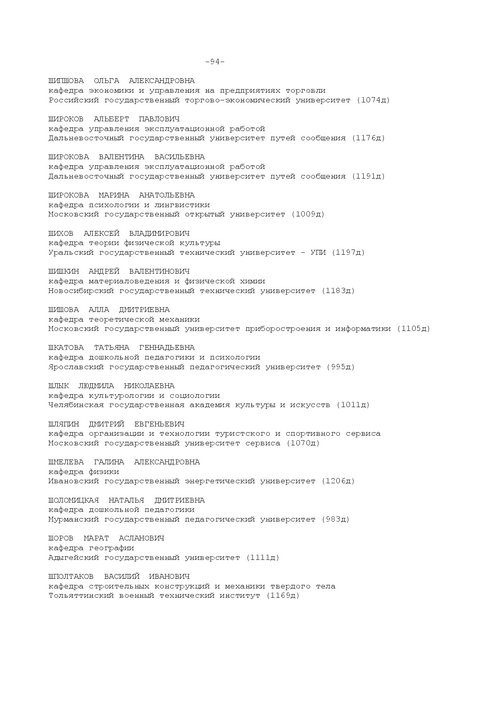 -94-
ШИПШОВА ОЛЬГА АЛЕКСАНДРОВНА
кафедра экономики и управления на предприятиях торговли
Российский государственный торгово-экономический университет (1074д)
ШИРОКОВ АЛЬБЕРТ ПАВЛОВИЧ
кафедра управления эксплуатационной работой
Дальневосточный государственный университет путей сообщения (1176д)
ШИРОКОВА ВАЛЕНТИНА ВАСИЛЬЕВНА
кафедра управления эксплуатационной работой
Дальневосточный государственный университет путей сообщения (1191д)
ШИРОКОВА МАРИНА АНАТОЛЬЕВНА
кафедра психологии и лингвистики
Московский государственный открытый университет (1009д)
ШИХОВ АЛЕКСЕЙ ВЛАДИМИРОВИЧ
кафедра теории физической культуры
Уральский государственный технический университет - УПИ (1197д)
ШИШКИН АНДРЕЙ ВАЛЕНТИНОВИЧ
кафедра материаловедения и физической химии
Новосибирский государственный технический университет (1183д)
ШИШОВА АЛЛА ДМИТРИЕВНА
кафедра теоретической механики
Московский государственный университет приборостроения и информатики (1105д)
ШКАТОВА ТАТЬЯНА ГЕННАДЬЕВНА
кафедра дошкольной педагогики и психологии
Ярославский государственный педагогический университет (995д)
ШЛЫК ЛЮДМИЛА НИКОЛАЕВНА
кафедра культурологии и социологии
Челябинская государственная академия культуры и искусств (1011д)
ШЛЯПИН ДМИТРИЙ ЕВГЕНЬЕВИЧ
кафедра организации и технологии туристского и спортивного сервиса
Московский государственный университет сервиса (1070д)
ШМЕЛЕВА ГАЛИНА АЛЕКСАНДРОВНА
кафедра физики
Ивановский государственный энергетический университет (1206д)
ШОЛОМИЦКАЯ НАТАЛЬЯ ДМИТРИЕВНА
кафедра дошкольной педагогики
Мурманский государственный педагогический университет (983д)
ШОРОВ МАРАТ АСЛАНОВИЧ
кафедра географии
Адыгейский государственный университет (1111д)
ШПОЛТАКОВ ВАСИЛИЙ ИВАНОВИЧ
кафедра строительных конструкций и механики твердого тела
Тольяттинский военный технический институт (1169д)